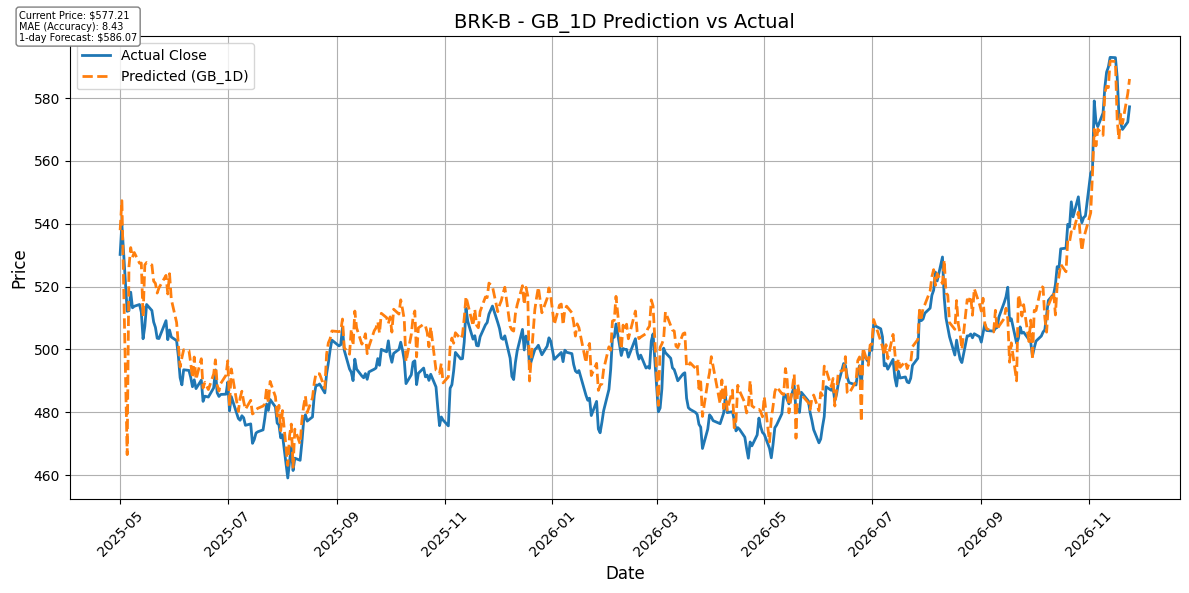 BRK-B - GB_1D Prediction vs Actual
Current Price: $577.21
MAE (Accuracy): 8.43
1-day Forecast: $586.07
Actual Close
Predicted (GB_1D)
Price
580
560
540
520
500
480
460
2025-05
2025-07
2025-09
2025-11
2026-01
2026-03
2026-05
2026-07
2026-09
2026-11
Date